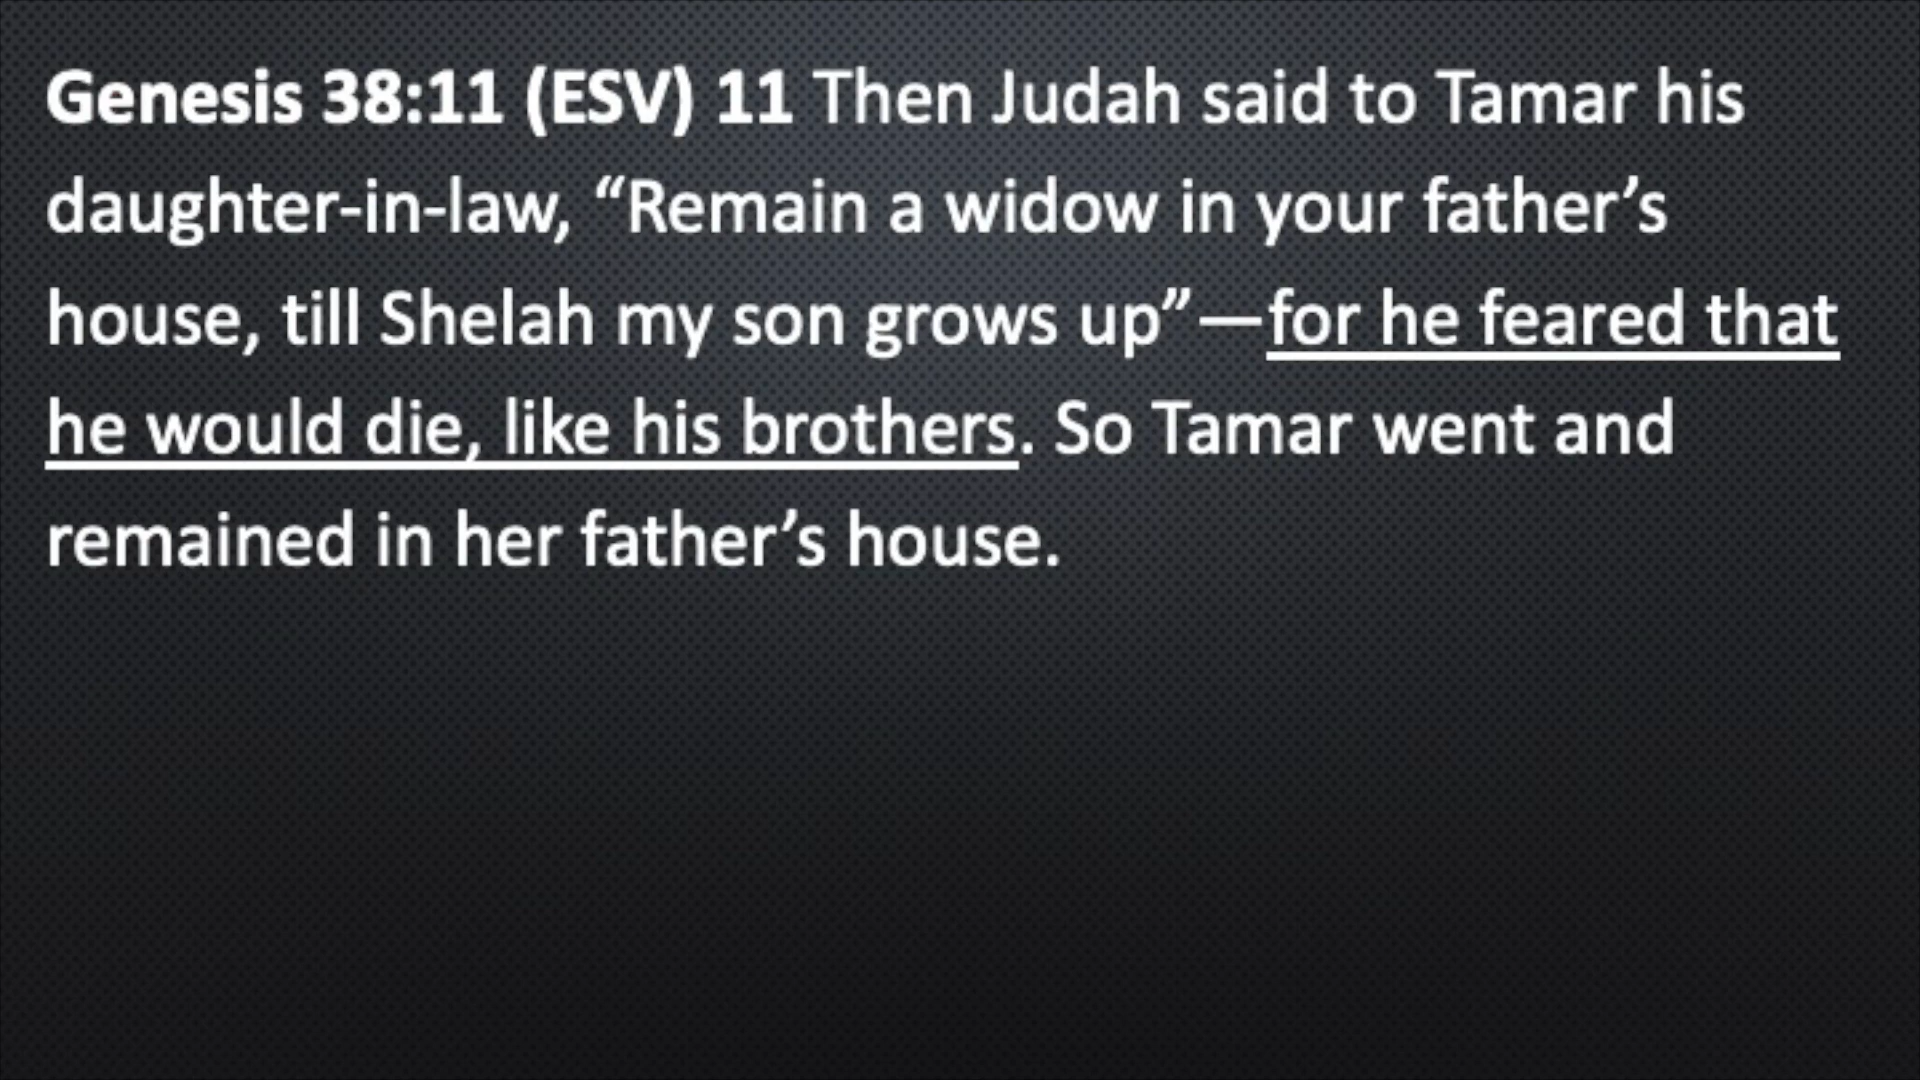 Genesis 38:11 (ESV) 11 Then Judah said to Tamar his
daughter-in-law, “Remain a widow in your father’s
house, till Shelah my son grows up”—for he feared that
he would die, like his brothers. So Tamar went and
remained in her father’s house.